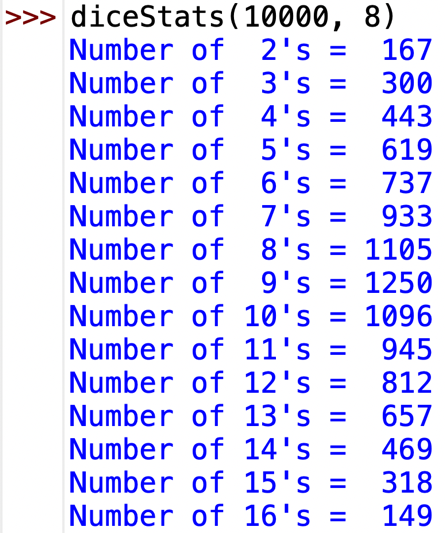 >>> diceStats(10000, 8)
Number of  2's =  167
Number of  3's =  300
Number of  4's =  443
Number of  5's =  619
Number of  6's =  737
Number of  7's =  933
Number of  8's = 1105
Number of  9's = 1250
Number of 10's = 1096
Number of 11's =  945
Number of 12's =  812
Number of 13's =  657
Number of 14's =  469
Number of 15's =  318
Number of 16's =  149